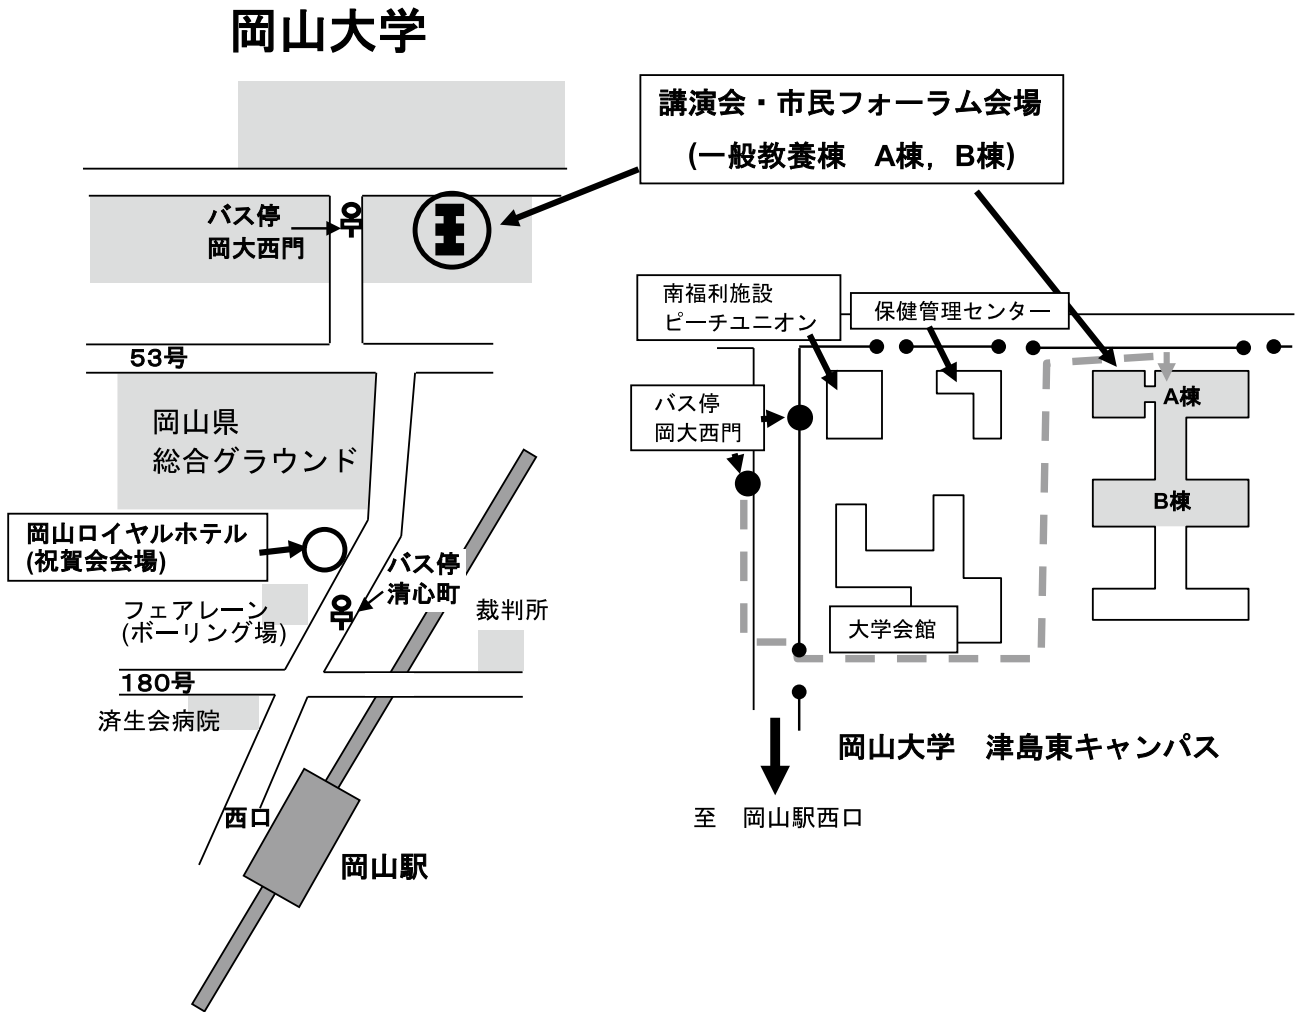 岡山大学
講演会・市民フォーラム会場
(一般教養棟　A棟，B棟)
バス停
岡大西門
53号
岡山県
総合グラウンド
岡山ロイヤルホテル
(祝賀会会場)
バス停
清心町
フェアレーン
(ボーリング場)
裁判所
180号
済生会病院
西口
岡山駅
南福利施設
ピーチユニオン
保健管理センター
バス停
岡大西門
A棟
B棟
大学会館
岡山大学　津島東キャンパス
至　岡山駅西口